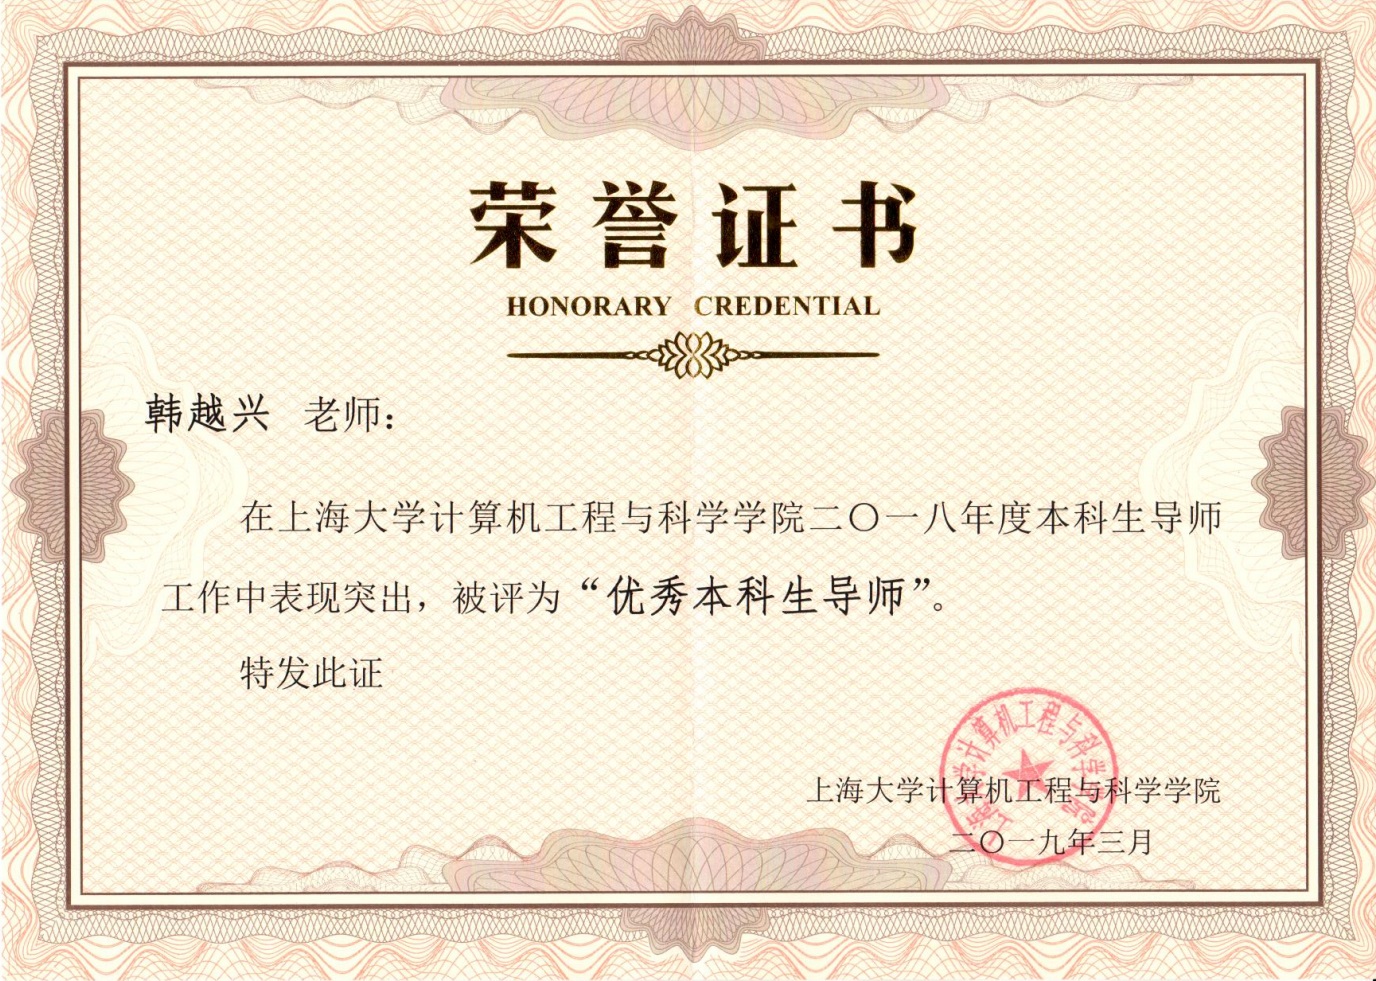 荣誉证书
HONORARY CREDENTIAL
韩越兴 老师：
在上海大学计算机工程与科学学院二〇一八年度本科生导师
工作中表现突出，被评为“优秀本科生导师”。
特发此证
上海大学计算机工程与科学学院
二〇一九年三月
上海大学计算机工程与科学学院